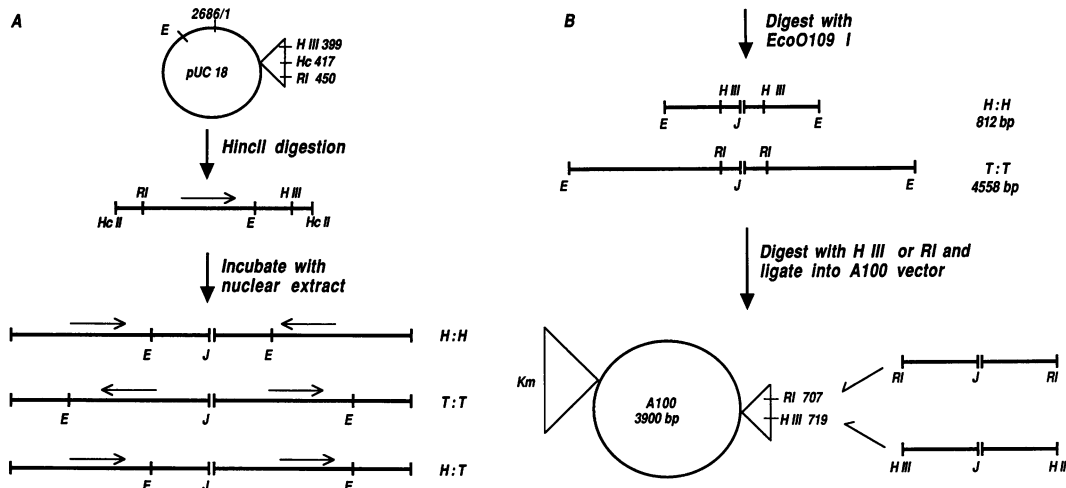 A
2686/1
E
H III 399
Hc 417
RI 450
pUC 18
HincII digestion
RI
H III
Hc II
E
Hc II
Incubate with
nuclear extract
E
J
E
H:H
E
J
E
T:T
E
J
E
H:T
B
Digest with
EcoO109 I
H III
H III
H:H
812 bp
E
J
E
RI
RI
T:T
4558 bp
E
J
E
Digest with H III or RI and
ligate into A100 vector
Km
A100
3900 bp
RI 707
H III 719
RI
J
RI
H III
J
H II